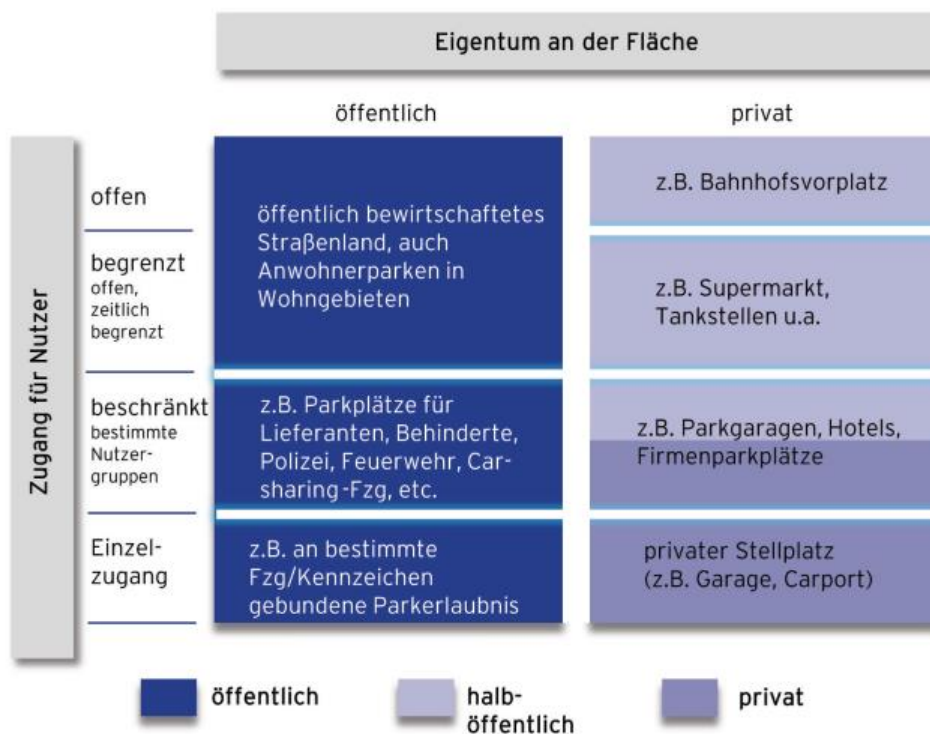 Eigentum an der Fläche
öffentlich
privat
Zugang für Nutzer
offen
öffentlich bewirtschaftetes
Straßenland, auch
Anwohnerparken in
Wohngebieten
z.B. Bahnhofsvorplatz
begrenzt
offen,
zeitlich
begrenzt
z.B. Supermarkt,
Tankstellen u.a.
beschränkt
bestimmte
Nutzer-
gruppen
z.B. Parkplätze für
Lieferanten, Behinderte,
Polizei, Feuerwehr, Car-
sharing-Fzg, etc.
z.B. Parkgaragen, Hotels,
Firmenparkplätze
Einzel-
zugang
z.B. an bestimmte
Fzg/Kennzeichen
gebundene Parkerlaubnis
privater Stellplatz
(z.B. Garage, Carport)
öffentlich
halb-
öffentlich
privat